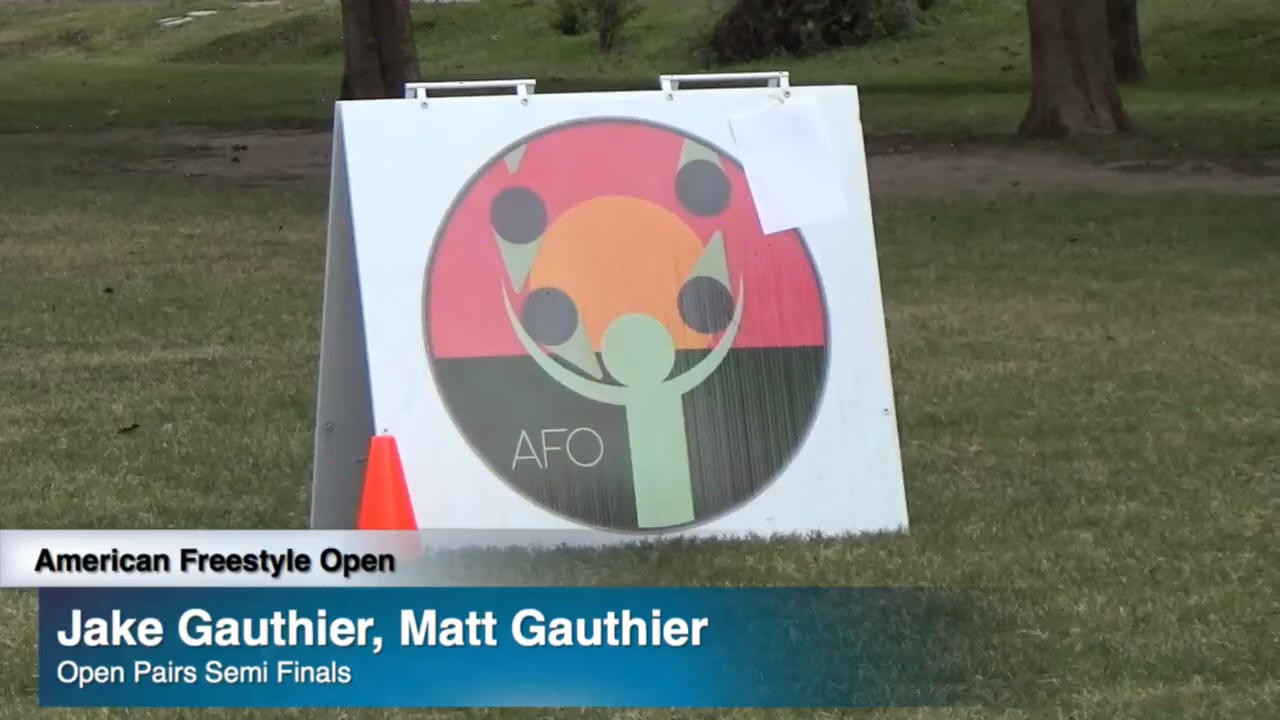 AFO
American Freestyle Open
Jake Gauthier, Matt Gauthier
Open Pairs Semi Finals